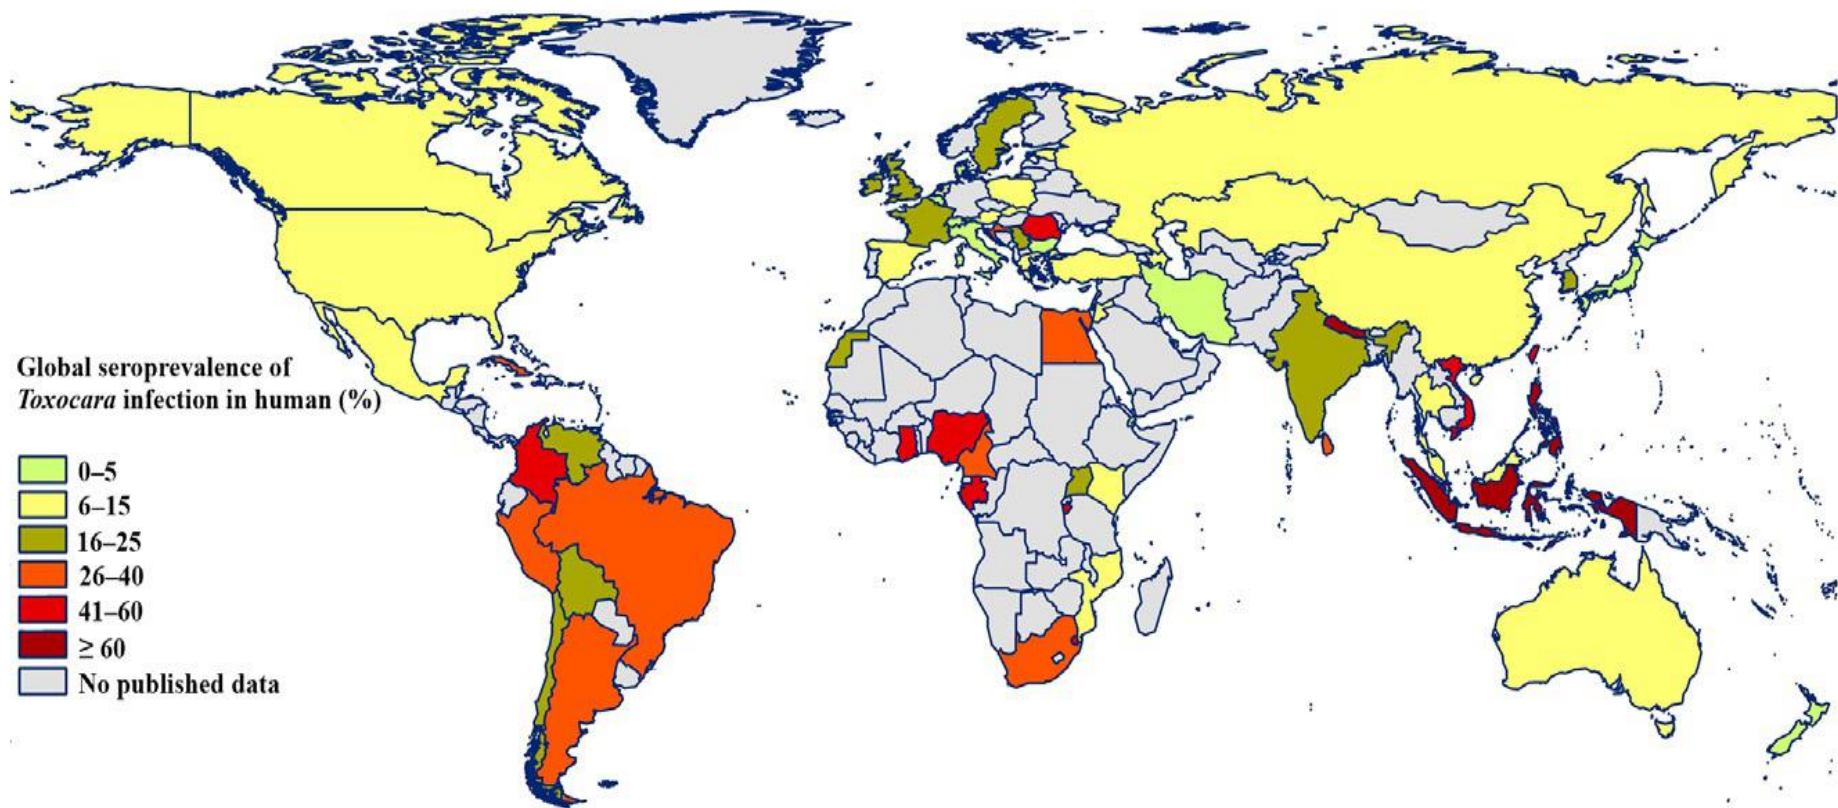 Global seroprevalence of
Toxocara infection in human (%)
0–5
6–15
16–25
26–40
41–60
≥ 60
No published data